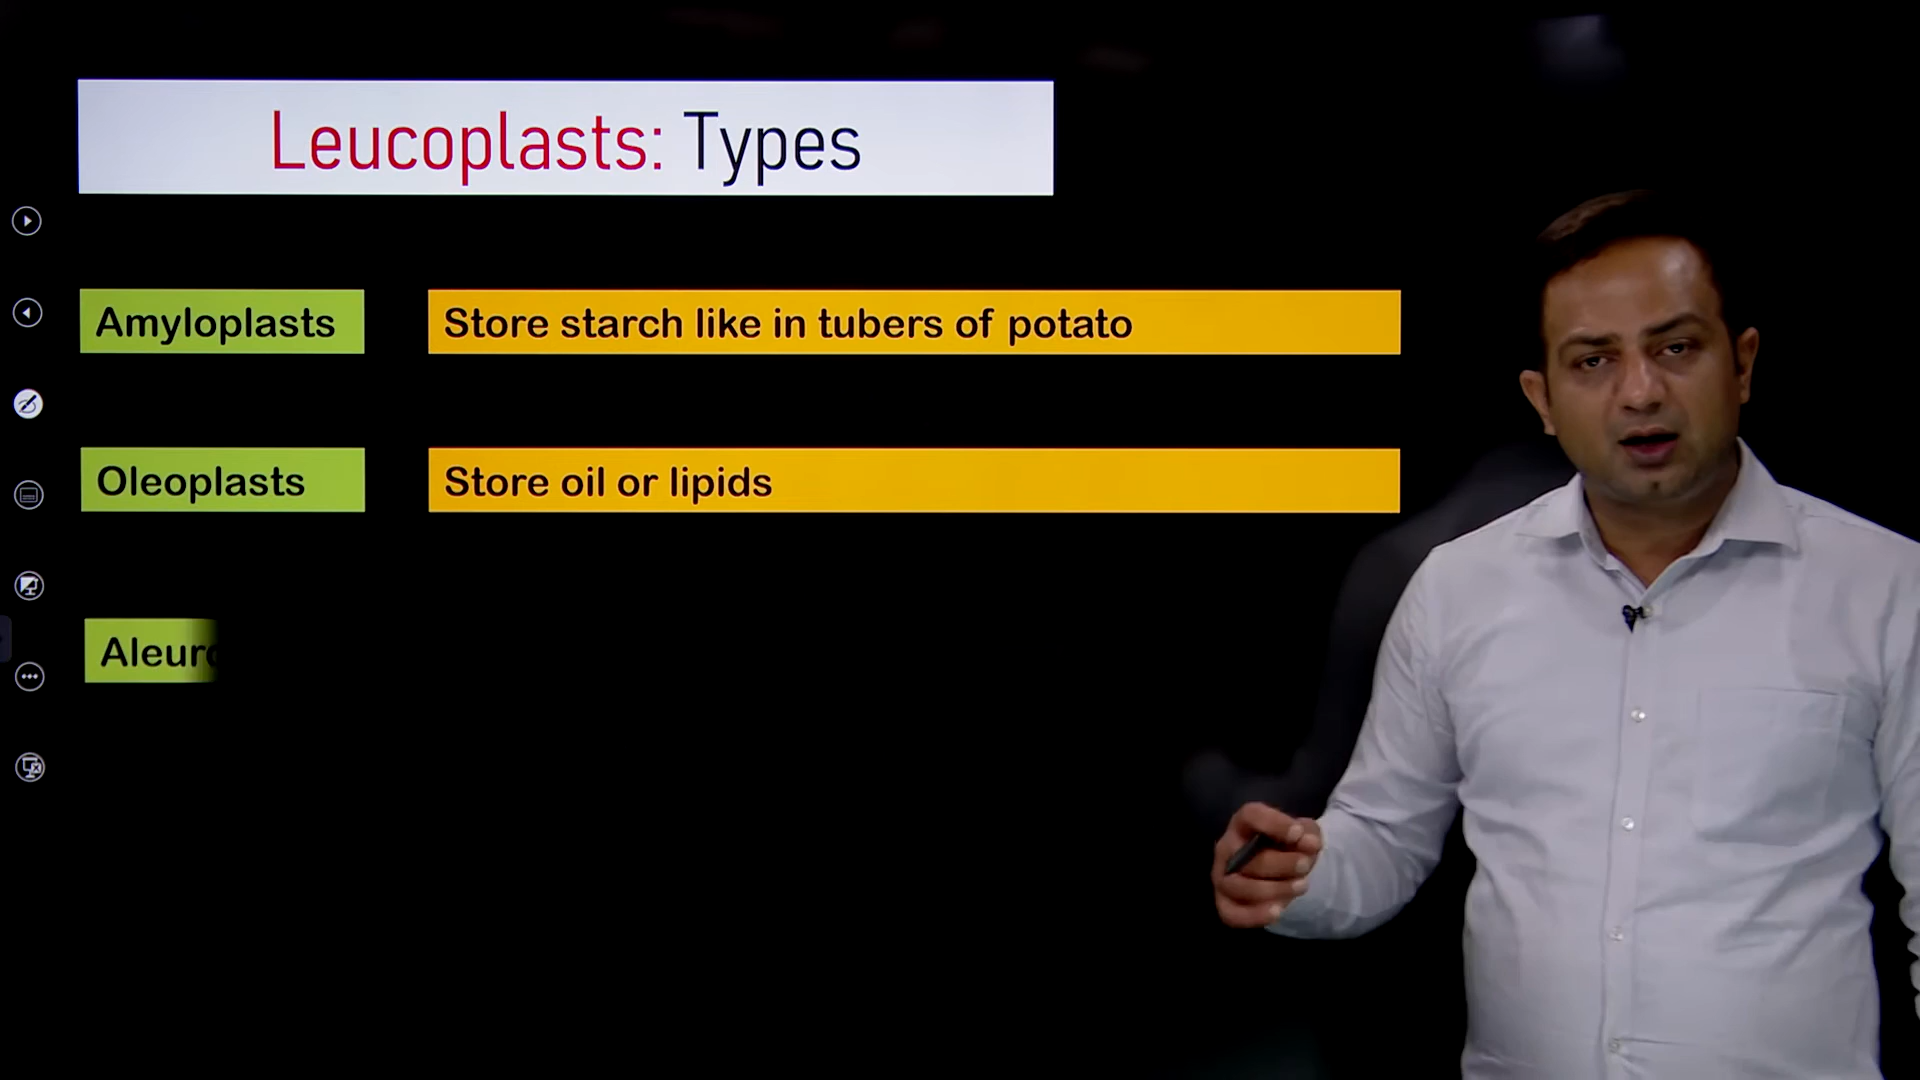 Leucoplasts: Types
Amyloplasts
Store starch like in tubers of potato
Oleoplasts
Store oil or lipids